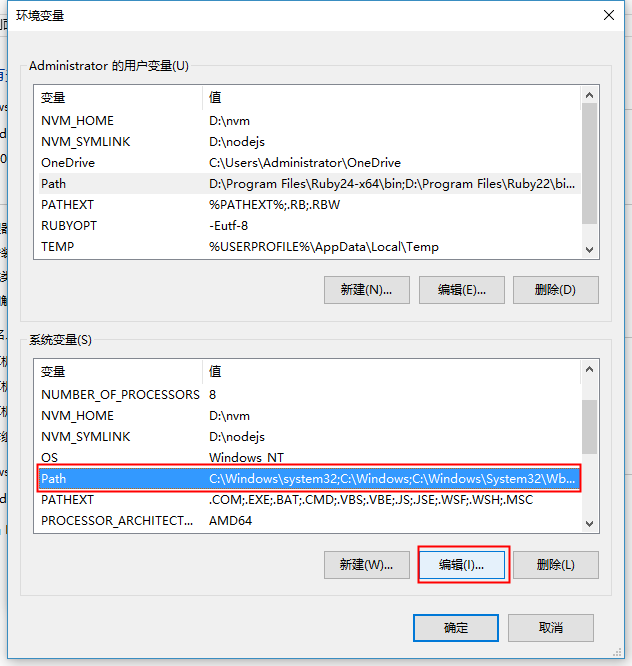 环境变量
Administrator 的用户变量(U)
变量 值
NVM_HOME D:\nvm
NVM_SYMLINK D:\nodejs
OneDrive C:\Users\Administrator\OneDrive
Path D:\Program Files\Ruby24-x64\bin;D:\Program Files\Ruby22\bi...
PATHEXT %PATHEXT%;.RB;.RBW
RUBYOPT -Eutf-8
TEMP %USERPROFILE%\AppData\Local\Temp
新建(N)... 编辑(E)... 删除(D)
系统变量(S)
变量 值
NUMBER_OF_PROCESSORS 8
NVM_HOME D:\nvm
NVM_SYMLINK D:\nodejs
OS Windows_NT
Path C:\Windows\system32;C:\Windows;C:\Windows\System32\Wb...
PATHEXT .COM;.EXE;.BAT;.CMD;.VBS;.VBE;.JS;.JSE;.WSF;.WSH;.MSC
PROCESSOR_ARCHITECT... AMD64
新建(W)... 编辑(I)... 删除(L)
确定 取消